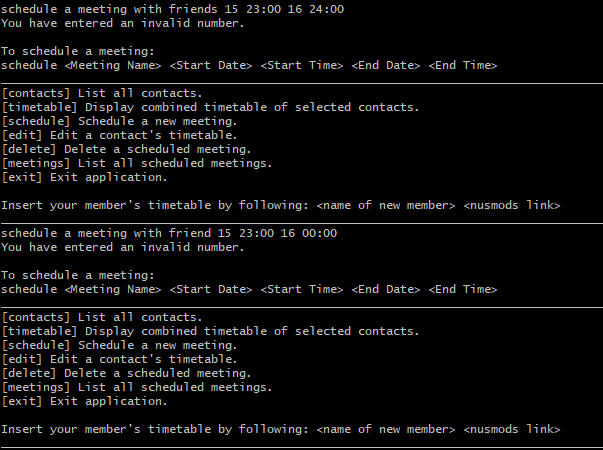 schedule a meeting with friends 15 23:00 16 24:00
You have entered an invalid number.
To schedule a meeting:
schedule <Meeting Name> <Start Date> <Start Time> <End Date> <End Time>
[contacts] List all contacts.
[timetable] Display combined timetable of selected contacts.
[schedule] Schedule a new meeting.
[edit] Edit a contact's timetable.
[delete] Delete a scheduled meeting.
[meetings] List all scheduled meetings.
[exit] Exit application.
Insert your member's timetable by following: <name of new member> <nusmods link>
schedule a meeting with friend 15 23:00 16 00:00
You have entered an invalid number.
To schedule a meeting:
schedule <Meeting Name> <Start Date> <Start Time> <End Date> <End Time>
[contacts] List all contacts.
[timetable] Display combined timetable of selected contacts.
[schedule] Schedule a new meeting.
[edit] Edit a contact's timetable.
[delete] Delete a scheduled meeting.
[meetings] List all scheduled meetings.
[exit] Exit application.
Insert your member's timetable by following: <name of new member> <nusmods link>